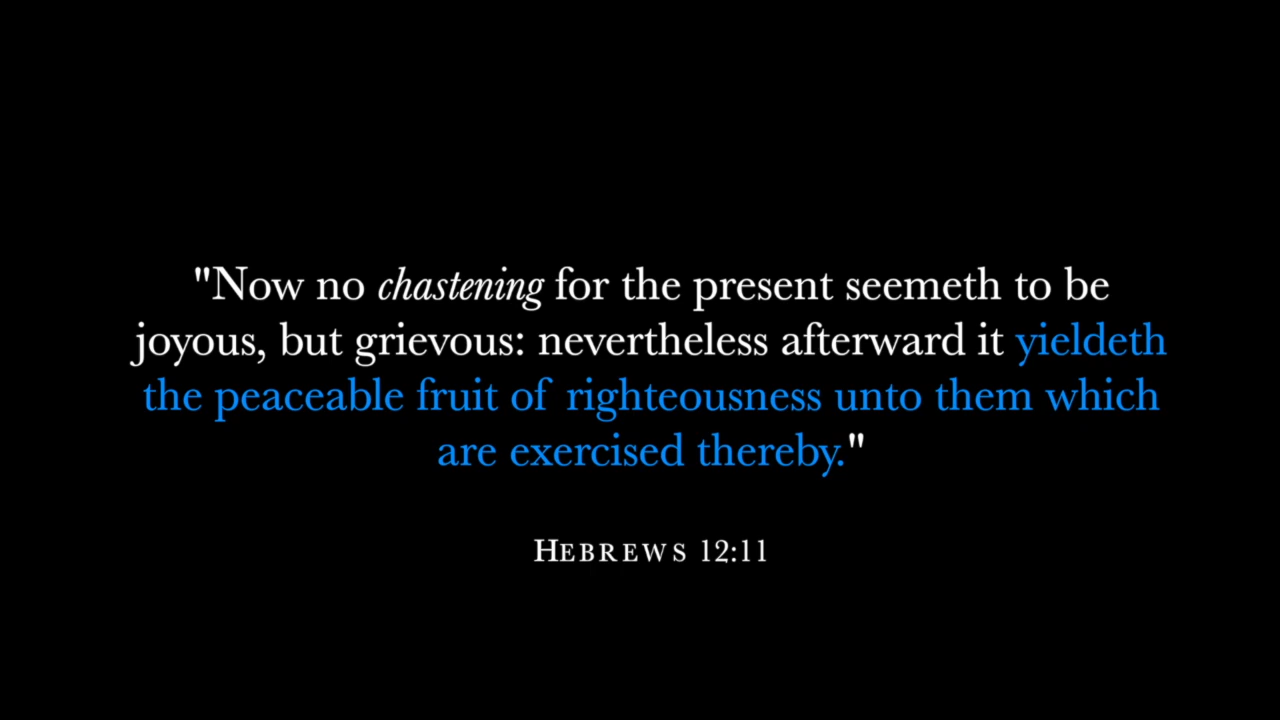 "Now no chastening for the present seemeth to be
joyous, but grievous: nevertheless afterward it yieldeth
the peaceable fruit of righteousness unto them which
are exercised thereby."
HEBREWS 12:11